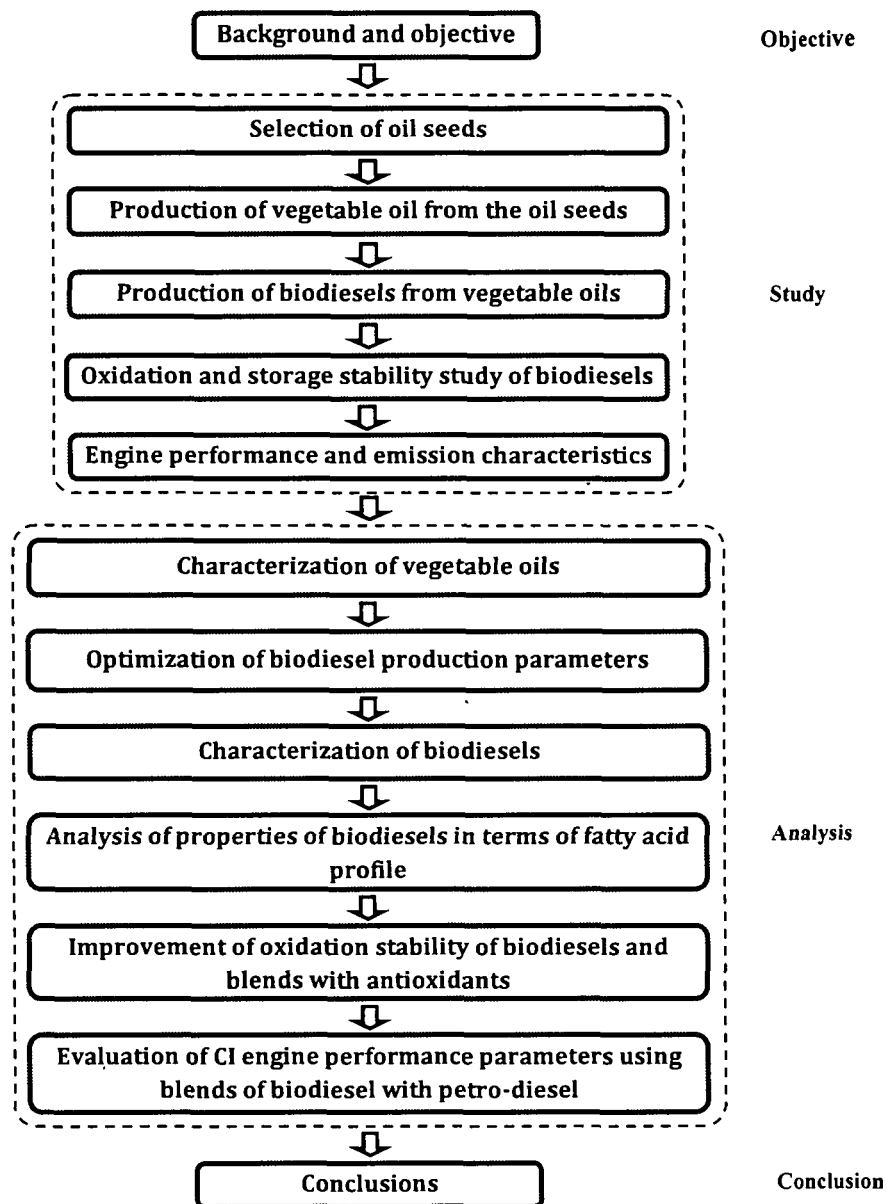 Background and objective
Objective
Selection of oil seeds
Production of vegetable oil from the oil seeds
Production of biodiesels from vegetable oils
Study
Oxidation and storage stability study of biodiesels
Engine performance and emission characteristics
Characterization of vegetable oils
Optimization of biodiesel production parameters
Characterization of biodiesels
Analysis of properties of biodiesels in terms of fatty acid
profile
Analysis
Improvement of oxidation stability of biodiesels and
blends with antioxidants
Evaluation of CI engine performance parameters using
blends of biodiesel with petro-diesel
Conclusions
Conclusion